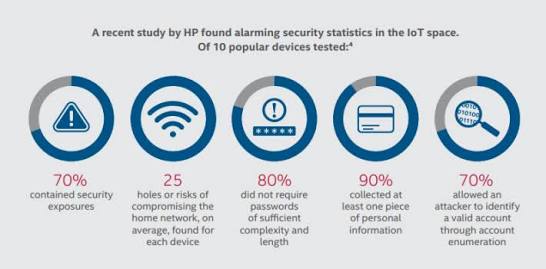 A recent study by HP found alarming security statistics in the IoT space.
Of 10 popular devices tested:⁴
70%
contained security
exposures
25
holes or risks of
compromising the
home network, on
average, found for
each device
80%
did not require
passwords
of sufficient
complexity and
length
90%
collected at
least one piece
of personal
information
70%
allowed an
attacker to identify
a valid account
through account
enumeration